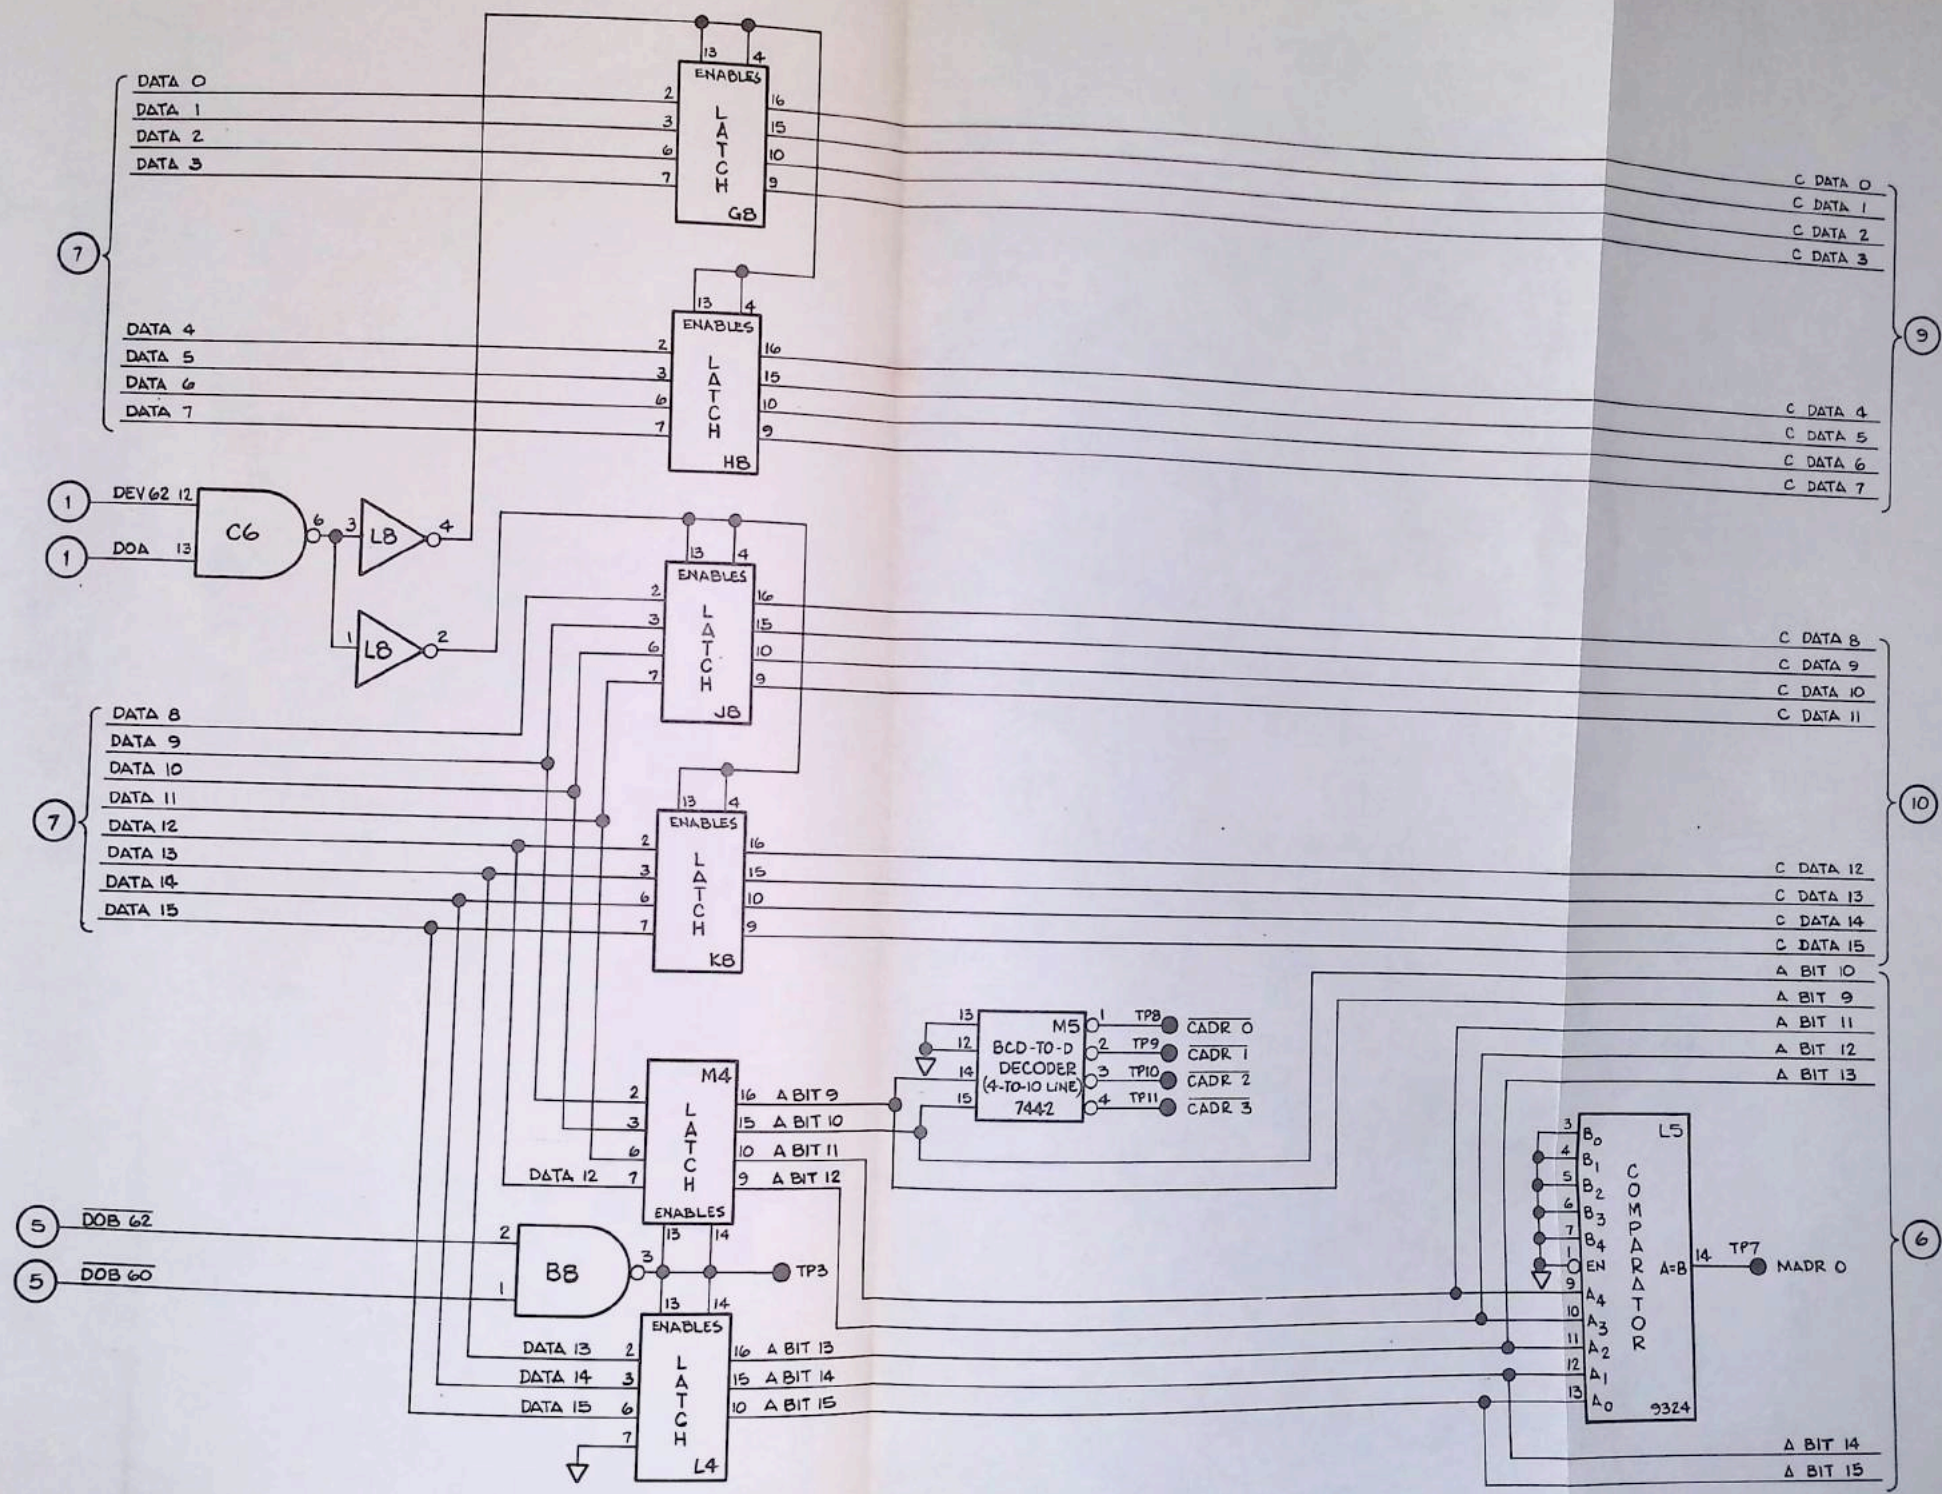 13 4
ENABLES
DATA 0 2 16
DATA 1 3 15
DATA 2 6 10
DATA 3 7 9
LATCH
G8
C DATA 0
C DATA 1
C DATA 2
C DATA 3
7
13 4
ENABLES
9
DATA 4 2 16
DATA 5 3 15
DATA 6 6 10
DATA 7 7 9
LATCH
H8
C DATA 4
C DATA 5
C DATA 6
C DATA 7
1 DEV62 12
C6 6 3 L8 4
1 DOA 13
1 L8 2
13 4
ENABLES
2 16
3 15
6 10
7 9
LATCH
J8
C DATA 8
C DATA 9
C DATA 10
C DATA 11
DATA 8
DATA 9
DATA 10
DATA 11
7
10
13 4
ENABLES
DATA 12 2 16
DATA 13 3 15
DATA 14 6 10
DATA 15 7 9
LATCH
K8
C DATA 12
C DATA 13
C DATA 14
C DATA 15
A BIT 10
A BIT 9
A BIT 11
A BIT 12
A BIT 13
13 M5 1 TP8 CADR 0
12 BCD-TO-D 2 TP9 CADR 1
14 DECODER 3 TP10 CADR 2
(4-TO-10 LINE)
15 7442 4 TP11 CADR 3
M4
2 16 A BIT 9
3 15 A BIT 10
6 10 A BIT 11
DATA 12 7 9 A BIT 12
LATCH
ENABLES
13 14
5 DOB 62 2
B8 3 TP3
5 DOB 60 1
13 14
ENABLES
DATA 13 2 16 A BIT 13
DATA 14 3 15 A BIT 14
DATA 15 6 10 A BIT 15
7
LATCH
L4
L5
3 B0
4 B1
5 B2
6 B3
7 B4
1 EN
9 A4
10 A3
11 A2
12 A1
13 A0
COMPARATOR
A=B 14 TP7 MADR 0
9324
6
A BIT 14
A BIT 15